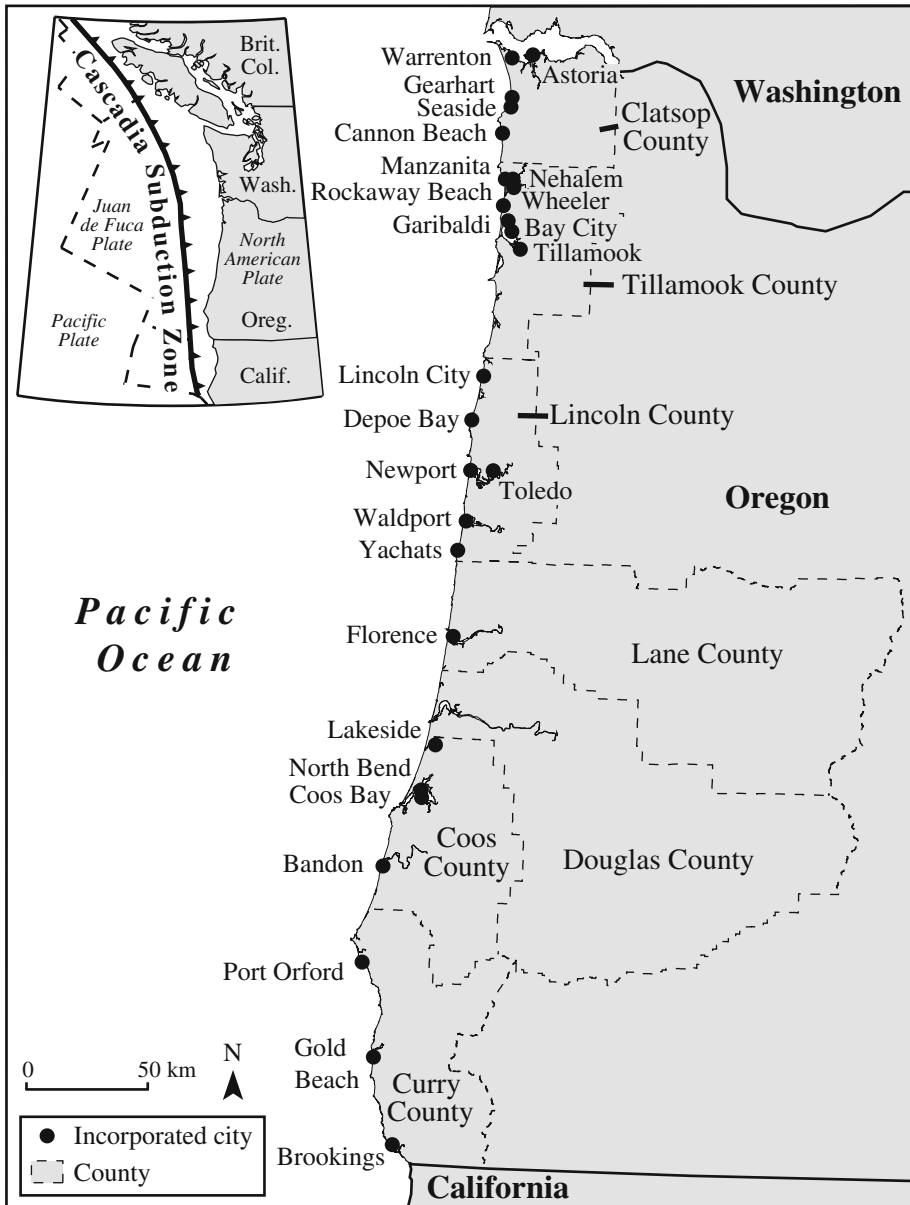 Brit.
Col.
Cascadia Subduction Zone
Wash.
Juan
de Fuca
Plate
North
American
Plate
Pacific
Plate
Oreg.
Calif.
Warrenton
Astoria
Gearhart
Seaside
Cannon Beach
Washington
Clatsop
County
Manzanita
Nehalem
Rockaway Beach
Wheeler
Garibaldi
Bay City
Tillamook
Tillamook County
Lincoln City
Depoe Bay
Lincoln County
Newport
Toledo
Oregon
Waldport
Yachats
Pacific
Ocean
Florence
Lane County
Lakeside
North Bend
Coos Bay
Coos
County
Douglas County
Bandon
Port Orford
Gold
Beach
Curry
County
Brookings
California
0 50 km
N
Incorporated city
County